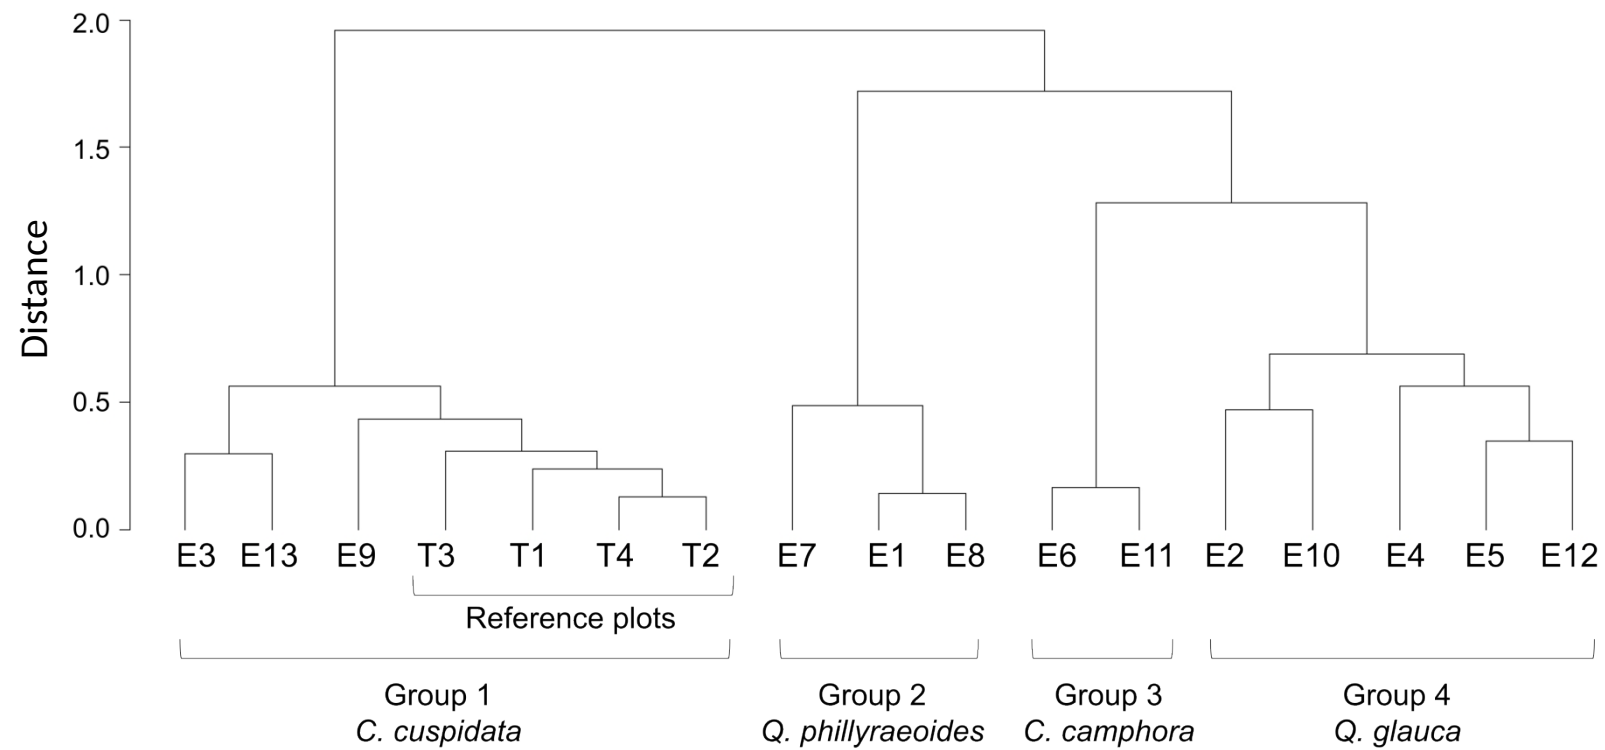 2.0
1.5
1.0
0.5
0.0
Distance
E3 E13 E9 T3 T1 T4 T2 E7 E1 E8 E6 E11 E2 E10 E4 E5 E12
Reference plots
Group 1 Group 2 Group 3 Group 4
C. cuspidata Q. phillyraeoides C. camphora Q. glauca